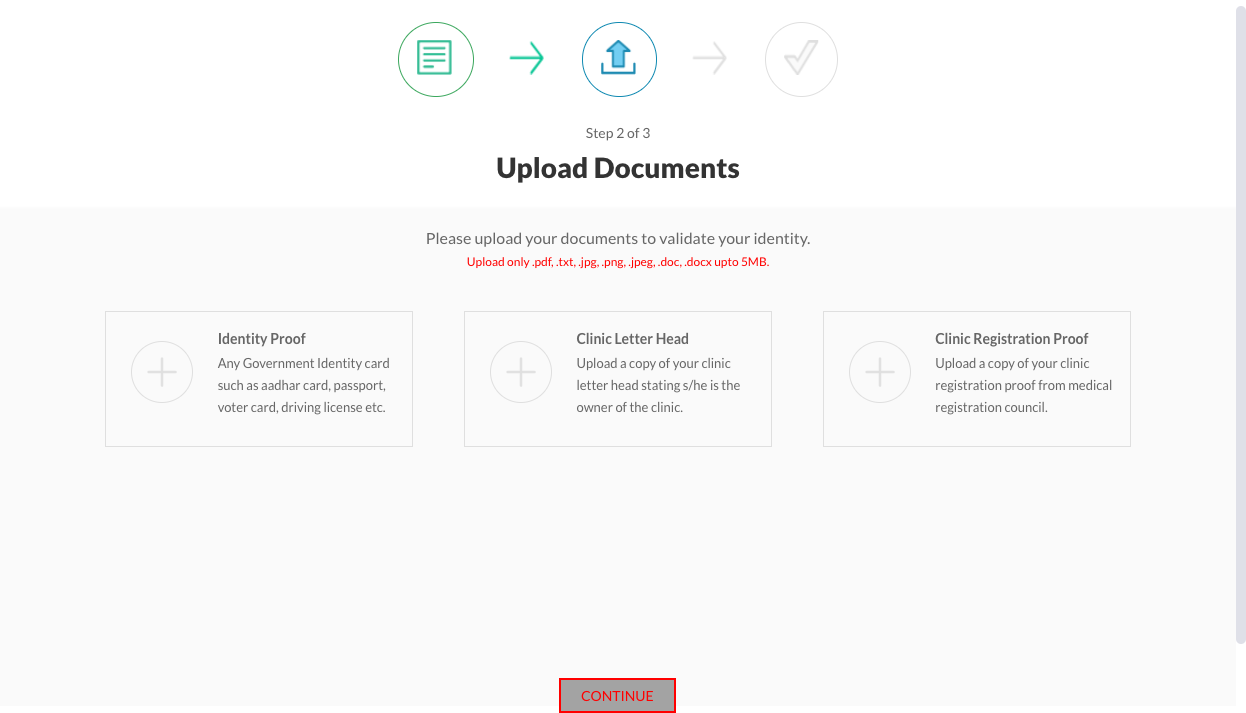 Step 2 of 3
Upload Documents
Please upload your documents to validate your identity.
Upload only .pdf, .txt, .jpg, .png, .jpeg, .doc, .docx upto 5MB.
Identity Proof
Any Government Identity card
such as aadhar card, passport,
voter card, driving license etc.
Clinic Letter Head
Upload a copy of your clinic
letter head stating s/he is the
owner of the clinic.
Clinic Registration Proof
Upload a copy of your clinic
registration proof from medical
registration council.
CONTINUE